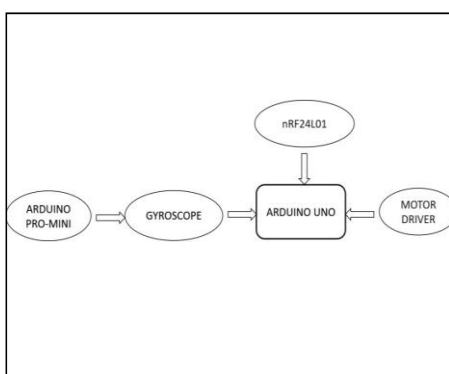 nRF24L01
ARDUINO
PRO-MINI
GYROSCOPE
ARDUINO UNO
MOTOR
DRIVER